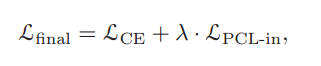 ℒ_final = ℒ_CE + λ · ℒ_PCL-in,